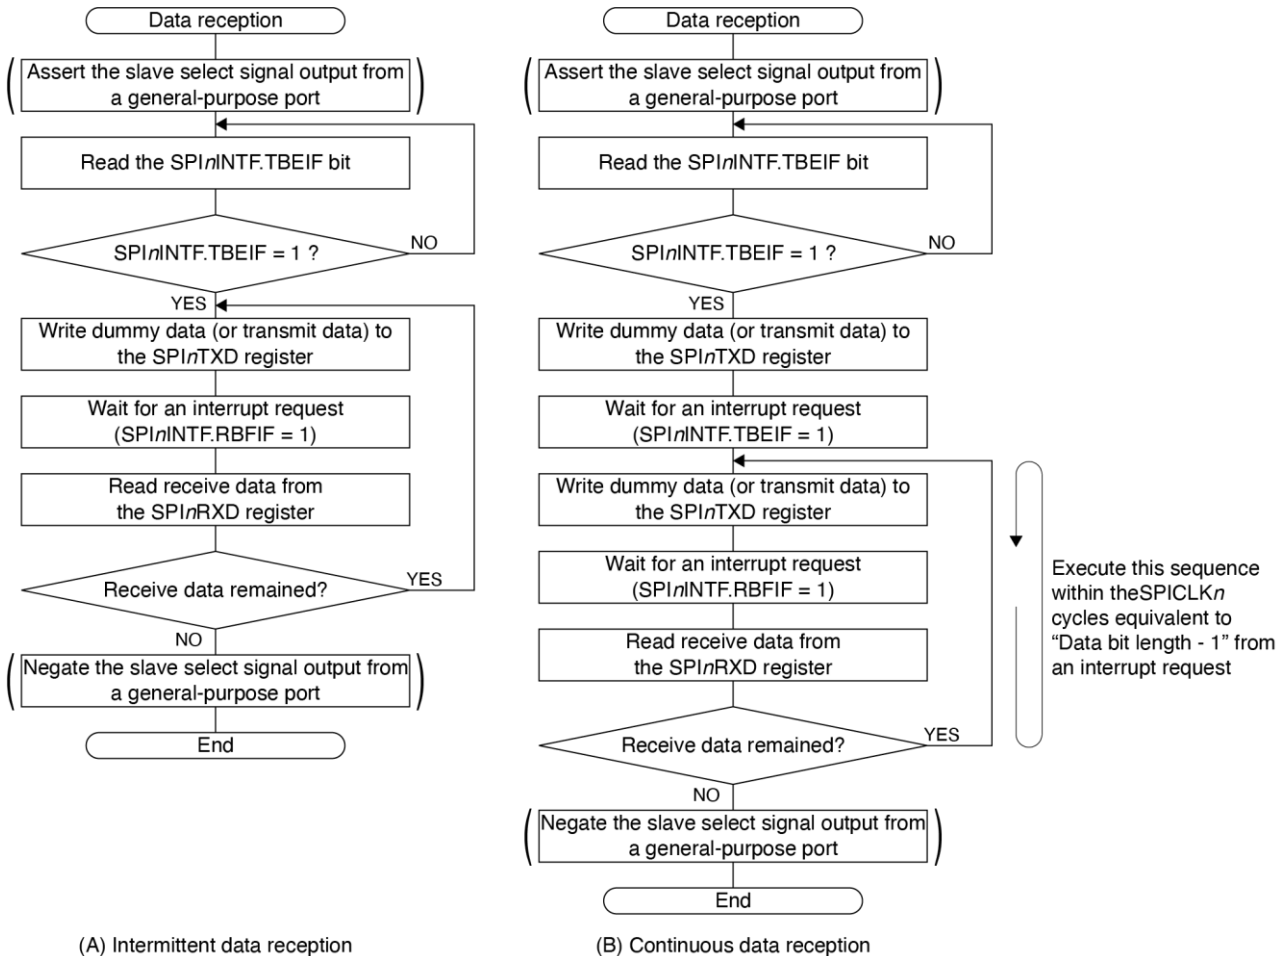 Data reception
( Assert the slave select signal output from
a general-purpose port )
Read the SPInINTF.TBEIF bit
SPInINTF.TBEIF = 1 ?
NO
YES
Write dummy data (or transmit data) to
the SPInTXD register
Wait for an interrupt request
(SPInINTF.RBFIF = 1)
Read receive data from
the SPInRXD register
Receive data remained?
YES
NO
( Negate the slave select signal output from
a general-purpose port )
End
(A) Intermittent data reception
Data reception
( Assert the slave select signal output from
a general-purpose port )
Read the SPInINTF.TBEIF bit
SPInINTF.TBEIF = 1 ?
NO
YES
Write dummy data (or transmit data) to
the SPInTXD register
Wait for an interrupt request
(SPInINTF.TBEIF = 1)
Write dummy data (or transmit data) to
the SPInTXD register
Wait for an interrupt request
(SPInINTF.RBFIF = 1)
Read receive data from
the SPInRXD register
Receive data remained?
YES
NO
( Negate the slave select signal output from
a general-purpose port )
End
Execute this sequence
within theSPICLKn
cycles equivalent to
“Data bit length - 1” from
an interrupt request
(B) Continuous data reception